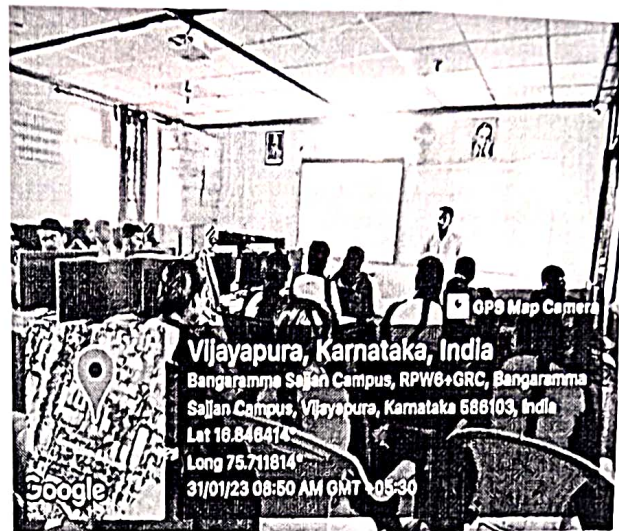 GPS Map Camera
Vijayapura, Karnataka, India
Bangaramma Sajjan Campus, RPW6+GRC, Bangaramma
Sajjan Campus, Vijayapura, Karnataka 586103, India
Lat 16.846414°
Long 75.711814°
31/01/23 08:50 AM GMT +05:30
Google